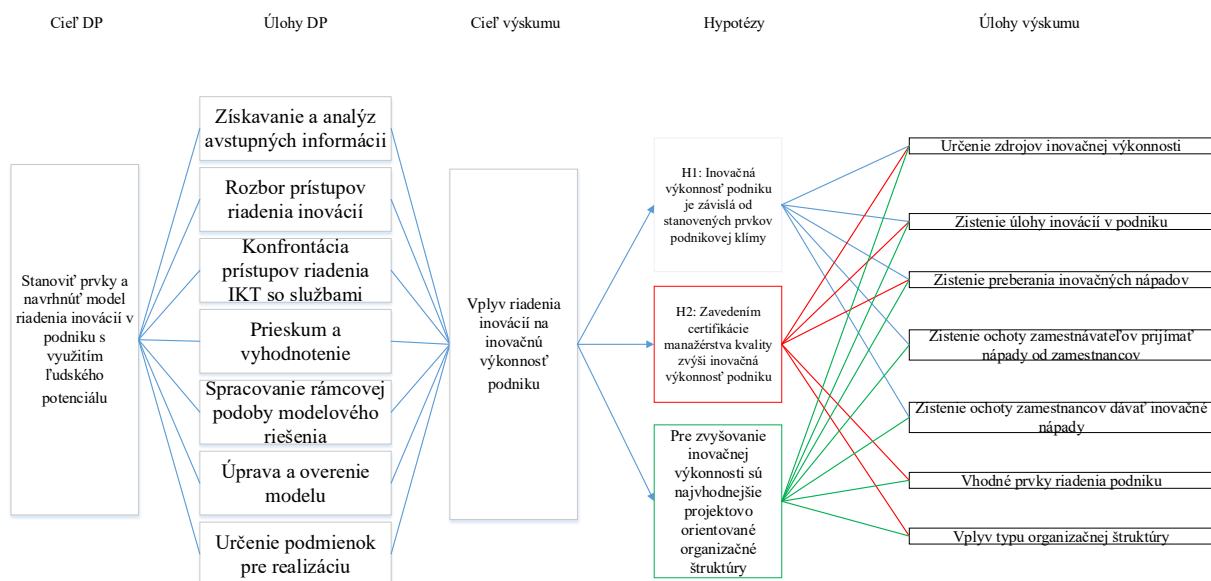 Cieľ DP
Úlohy DP
Cieľ výskumu
Hypotézy
Úlohy výskumu
Stanoviť prvky a
navrhnúť model
riadenia inovácií v
podniku s
využitím
ľudského
potenciálu
Získavanie a analýz
avstupných informácii
Rozbor prístupov
riadenia inovácií
Konfrontácia
prístupov riadenia
IKT so službami
Prieskum a
vyhodnotenie
Spracovanie rámcovej
podoby modelového
riešenia
Úprava a overenie
modelu
Určenie podmienok
pre realizáciu
Vplyv riadenia
inovácií na
inovačnú
výkonnosť
podniku
H1: Inovačná
výkonnosť podniku
je závislá od
stanovených prvkov
podnikovej klímy
H2: Zavedením
certifikácie
manažérstva kvality
zvýši inovačná
výkonnosť podniku
Pre zvyšovanie
inovačnej
výkonnosti sú
najvhodnejšie
projektovo
orientované
organizačné
štruktúry
Určenie zdrojov inovačnej výkonnosti
Zistenie úlohy inovácií v podniku
Zistenie preberania inovačných nápadov
Zistenie ochoty zamestnávateľov prijímať
nápady od zamestnancov
Zistenie ochoty zamestnancov dávať inovačné
nápady
Vhodné prvky riadenia podniku
Vplyv typu organizačnej štruktúry